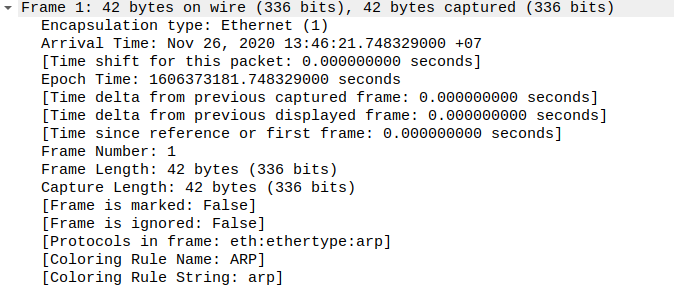 Frame 1: 42 bytes on wire (336 bits), 42 bytes captured (336 bits)
Encapsulation type: Ethernet (1)
Arrival Time: Nov 26, 2020 13:46:21.748329000 +07
[Time shift for this packet: 0.000000000 seconds]
Epoch Time: 1606373181.748329000 seconds
[Time delta from previous captured frame: 0.000000000 seconds]
[Time delta from previous displayed frame: 0.000000000 seconds]
[Time since reference or first frame: 0.000000000 seconds]
Frame Number: 1
Frame Length: 42 bytes (336 bits)
Capture Length: 42 bytes (336 bits)
[Frame is marked: False]
[Frame is ignored: False]
[Protocols in frame: eth:ethertype:arp]
[Coloring Rule Name: ARP]
[Coloring Rule String: arp]